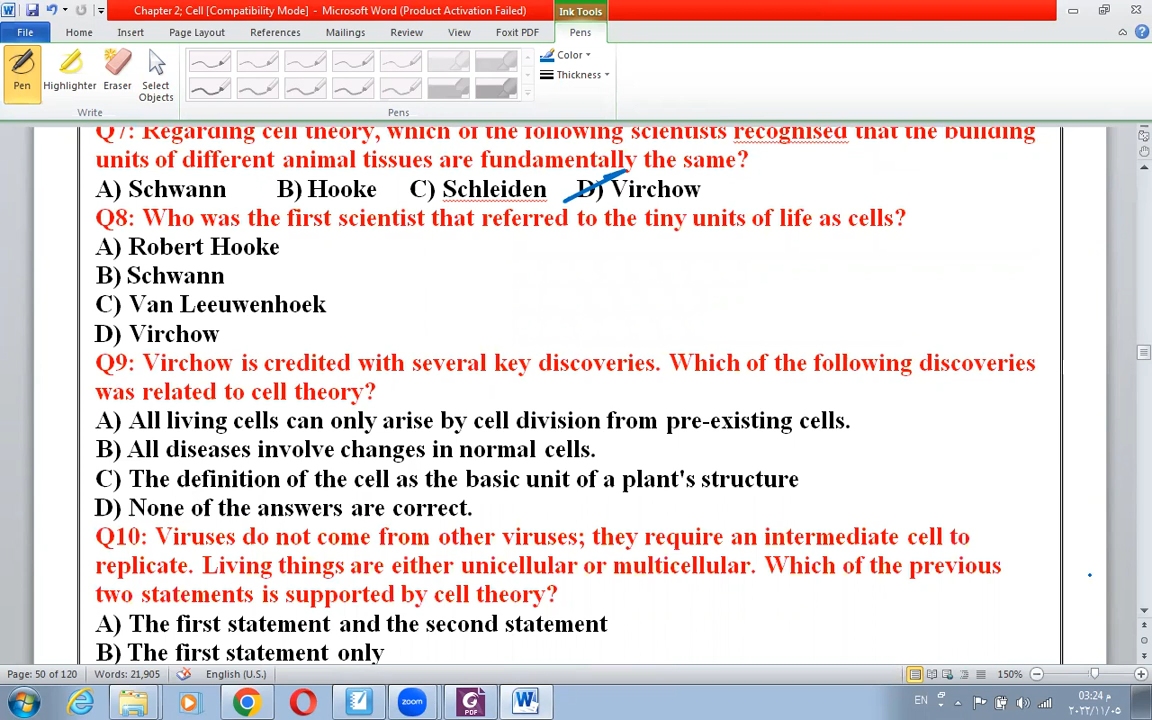 Chapter 2; Cell [Compatibility Mode] - Microsoft Word (Product Activation Failed)
Ink Tools
File
Home
Insert
Page Layout
References
Mailings
Review
View
Foxit PDF
Pens
Pen
Highlighter
Eraser
Select Objects
Color
Thickness
Write
Pens
Q7: Regarding cell theory, which of the following scientists recognised that the building
units of different animal tissues are fundamentally the same?
A) Schwann B) Hooke C) Schleiden D) Virchow
Q8: Who was the first scientist that referred to the tiny units of life as cells?
A) Robert Hooke
B) Schwann
C) Van Leeuwenhoek
D) Virchow
Q9: Virchow is credited with several key discoveries. Which of the following discoveries
was related to cell theory?
A) All living cells can only arise by cell division from pre-existing cells.
B) All diseases involve changes in normal cells.
C) The definition of the cell as the basic unit of a plant's structure
D) None of the answers are correct.
Q10: Viruses do not come from other viruses; they require an intermediate cell to
replicate. Living things are either unicellular or multicellular. Which of the previous
two statements is supported by cell theory?
A) The first statement and the second statement
B) The first statement only
Page: 50 of 120
Words: 21,905
English (U.S.)
150%
zoom
PDF
EN
03:24 م
٢٠٢٢/١١/٠٥